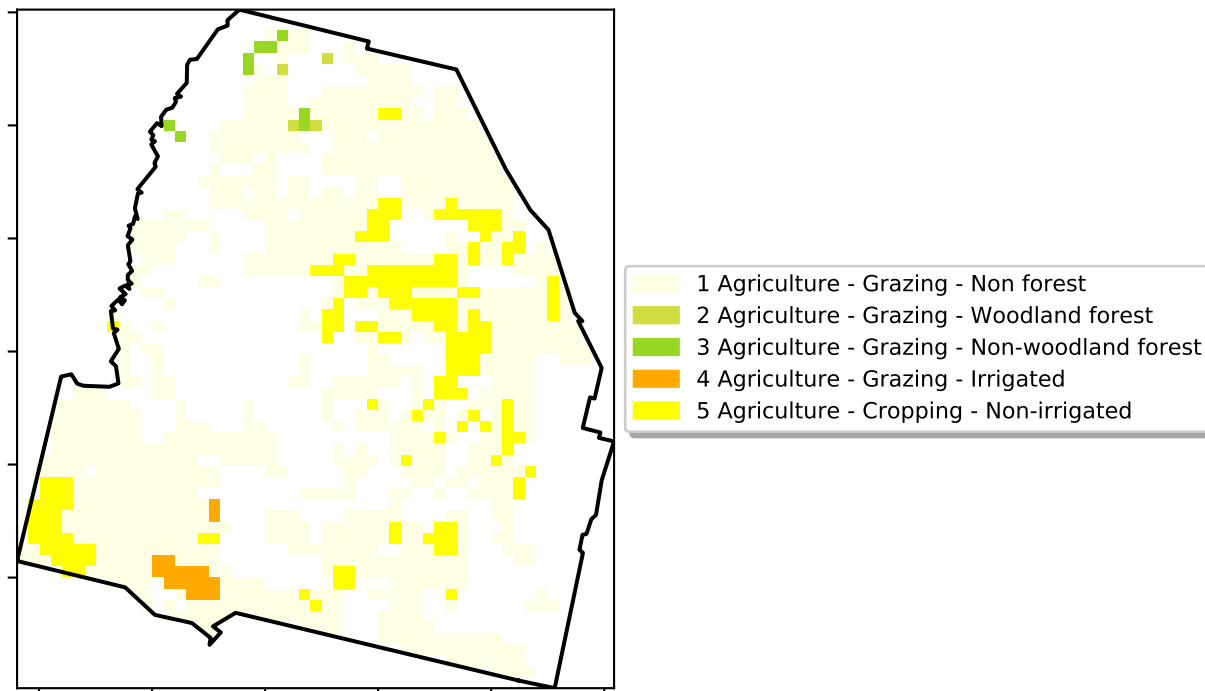 1 Agriculture - Grazing - Non forest
2 Agriculture - Grazing - Woodland forest
3 Agriculture - Grazing - Non-woodland forest
4 Agriculture - Grazing - Irrigated
5 Agriculture - Cropping - Non-irrigated